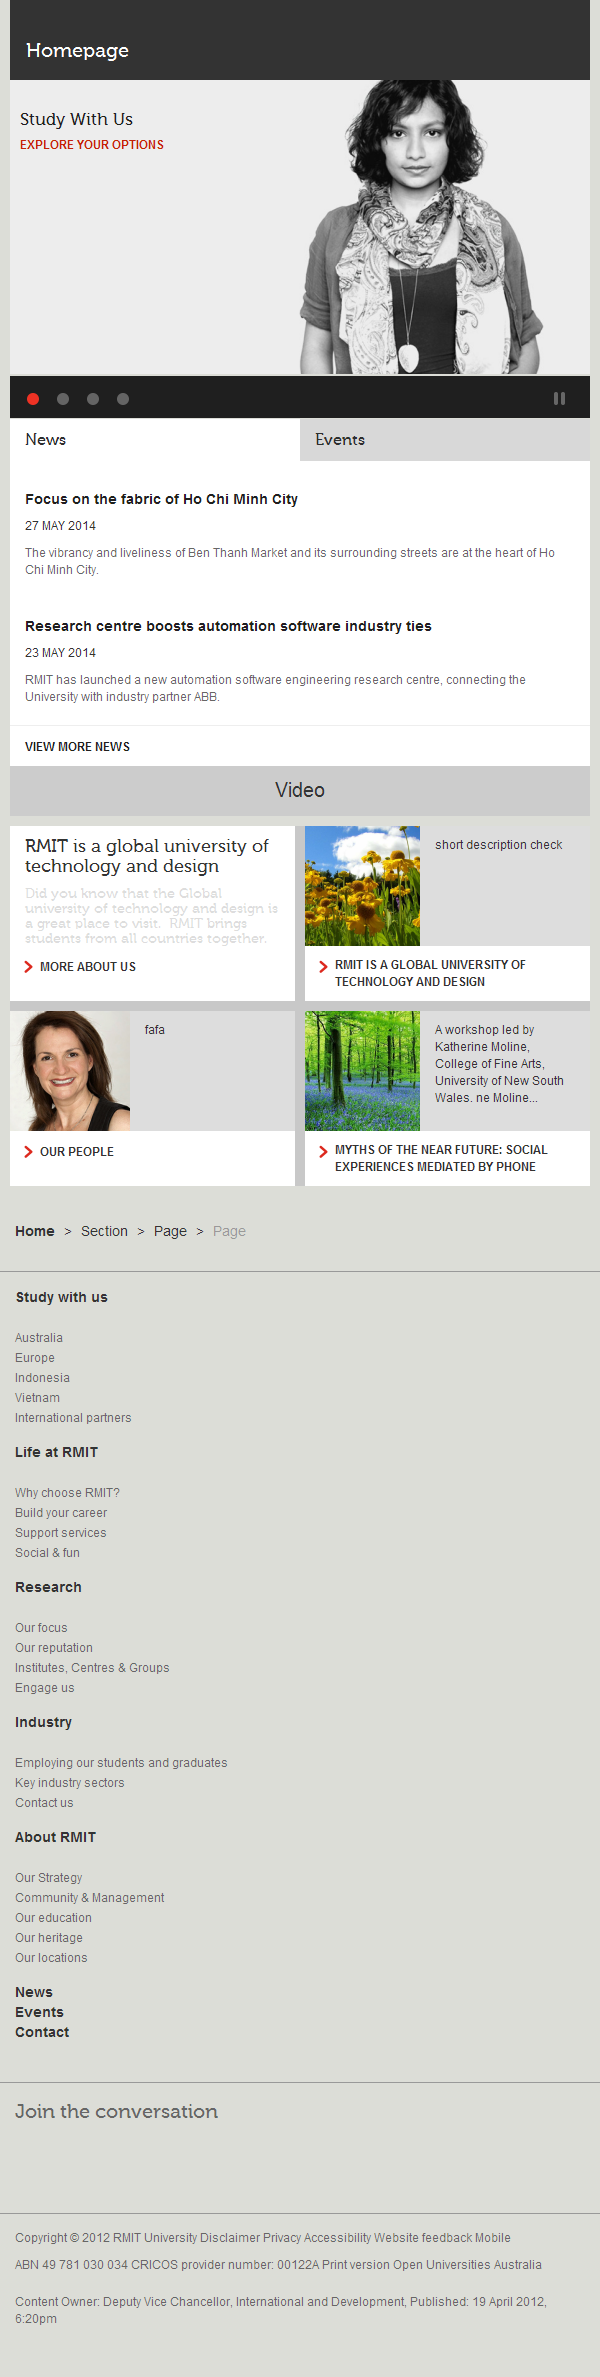 Homepage
Study With Us
EXPLORE YOUR OPTIONS
News
Events
Focus on the fabric of Ho Chi Minh City
27 MAY 2014
The vibrancy and liveliness of Ben Thanh Market and its surrounding streets are at the heart of Ho
Chi Minh City.
Research centre boosts automation software industry ties
23 MAY 2014
RMIT has launched a new automation software engineering research centre, connecting the
University with industry partner ABB.
VIEW MORE NEWS
Video
RMIT is a global university of
technology and design
Did you know that the Global
university of technology and design is
a great place to visit.  RMIT brings
students from all countries together.
MORE ABOUT US
short description check
RMIT IS A GLOBAL UNIVERSITY OF
TECHNOLOGY AND DESIGN
fafa
OUR PEOPLE
A workshop led by
Katherine Moline,
College of Fine Arts,
University of New South
Wales. ne Moline...
MYTHS OF THE NEAR FUTURE: SOCIAL
EXPERIENCES MEDIATED BY PHONE
Home > Section > Page > Page
Study with us
Australia
Europe
Indonesia
Vietnam
International partners
Life at RMIT
Why choose RMIT?
Build your career
Support services
Social & fun
Research
Our focus
Our reputation
Institutes, Centres & Groups
Engage us
Industry
Employing our students and graduates
Key industry sectors
Contact us
About RMIT
Our Strategy
Community & Management
Our education
Our heritage
Our locations
News
Events
Contact
Join the conversation
Copyright © 2012 RMIT University Disclaimer Privacy Accessibility Website feedback Mobile
ABN 49 781 030 034 CRICOS provider number: 00122A Print version Open Universities Australia
Content Owner: Deputy Vice Chancellor, International and Development, Published: 19 April 2012,
6:20pm